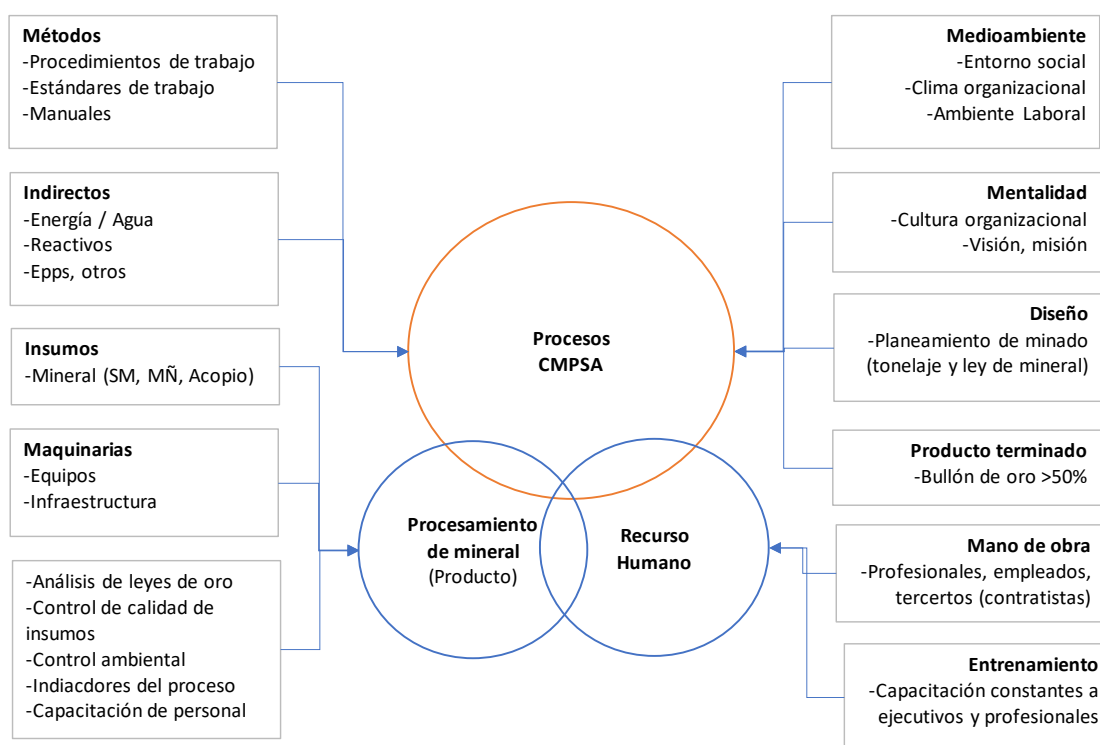 Métodos
-Procedimientos de trabajo
-Estándares de trabajo
-Manuales
Indirectos
-Energía / Agua
-Reactivos
-Epps, otros
Insumos
-Mineral (SM, MÑ, Acopio)
Maquinarias
-Equipos
-Infraestructura
-Análisis de leyes de oro
-Control de calidad de
insumos
-Control ambiental
-Indiacdores del proceso
-Capacitación de personal
Procesos
CMPSA
Procesamiento
de mineral
(Producto)
Recurso
Humano
Medioambiente
-Entorno social
-Clima organizacional
-Ambiente Laboral
Mentalidad
-Cultura organizacional
-Visión, misión
Diseño
-Planeamiento de minado
(tonelaje y ley de mineral)
Producto terminado
-Bullón de oro >50%
Mano de obra
-Profesionales, empleados,
tercertos (contratistas)
Entrenamiento
-Capacitación constantes a
ejecutivos y profesionales